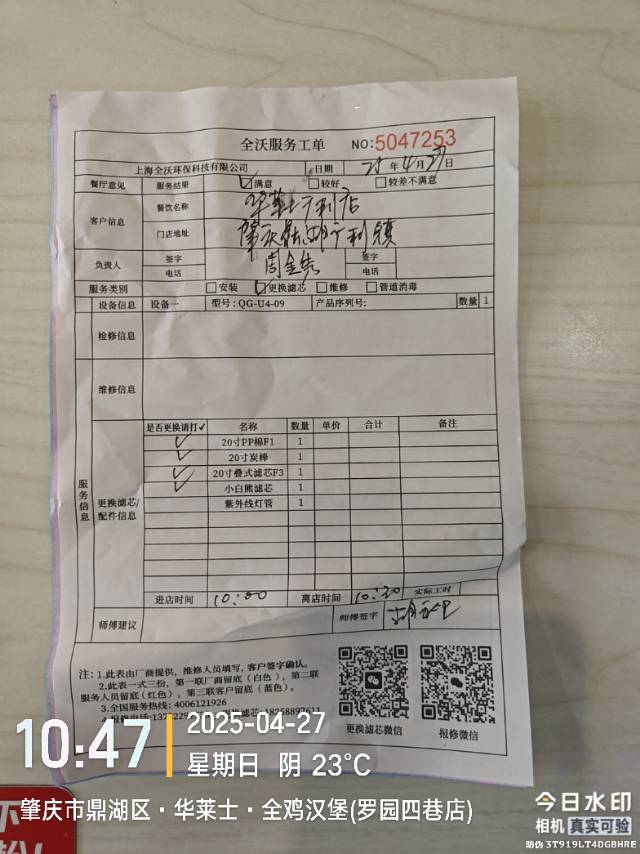 全沃服务工单 NO:5047253
上海全沃环保科技有限公司 日期 25年4月27日
餐厅意见 服务结果 ✓满意 较好 较差不满意
客户信息 餐饮名称 华莱士广利店
门店地址 肇庆鼎湖广利镇
负责人 签字 周金 签字
电话 电话
服务类别 安装 ✓更换滤芯 维修 管道消毒
设备信息 设备一 型号:QG-U4-09 产品序列号: 数量 1
检修信息
维修信息
服务信息
更换滤芯/配件信息
是否更换请打✓ 名称 数量 单价 合计 备注
✓ 20寸PP棉F1 1
✓ 20寸炭棒 1
✓ 20寸叠式滤芯F3 1
✓ 小白熊滤芯 1
紫外线灯管 1
进店时间 10:00 离店时间 10:30 实际工时
师傅建议 师傅签字 胡
注:1.此表由厂商提供,维修人员填写,客户签字确认。
2.此表一式三份,第一联厂商留底(白色),第二联
服务人员留底(红色),第三联客户留底(蓝色)。
3.全国服务热线:4006121926
更换滤芯微信 报修微信
10:47
2025-04-27
星期日 阴 23°C
肇庆市鼎湖区·华莱士·全鸡汉堡(罗园四巷店)
今日水印
相机 真实可验
防伪 3T919LT4DGBHRE